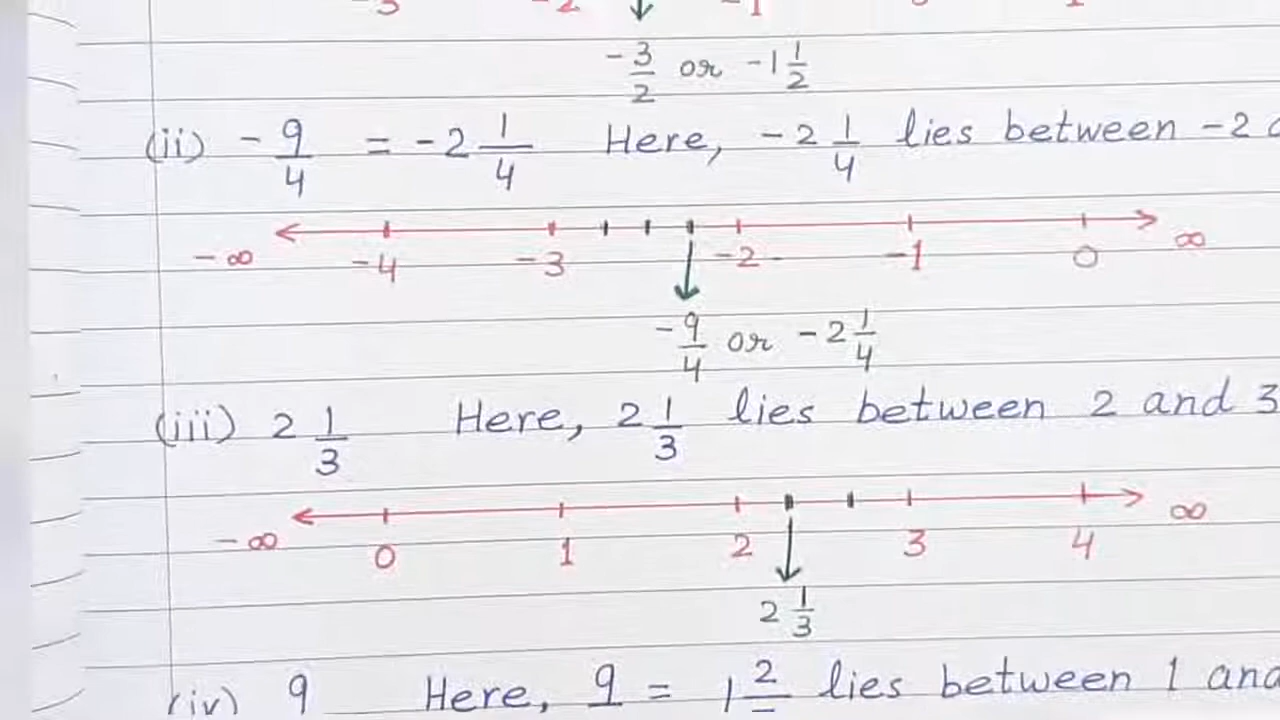 -3/2 or -1 1/2
(ii) -9/4 = -2 1/4 Here, -2 1/4 lies between -2
-∞ -4 -3 -2 -1 0 ∞
-9/4 or -2 1/4
(iii) 2 1/3 Here, 2 1/3 lies between 2 and 3
-∞ 0 1 2 3 4 ∞
2 1/3
(iv) 9 Here, 9 = 1 2 lies between 1 and